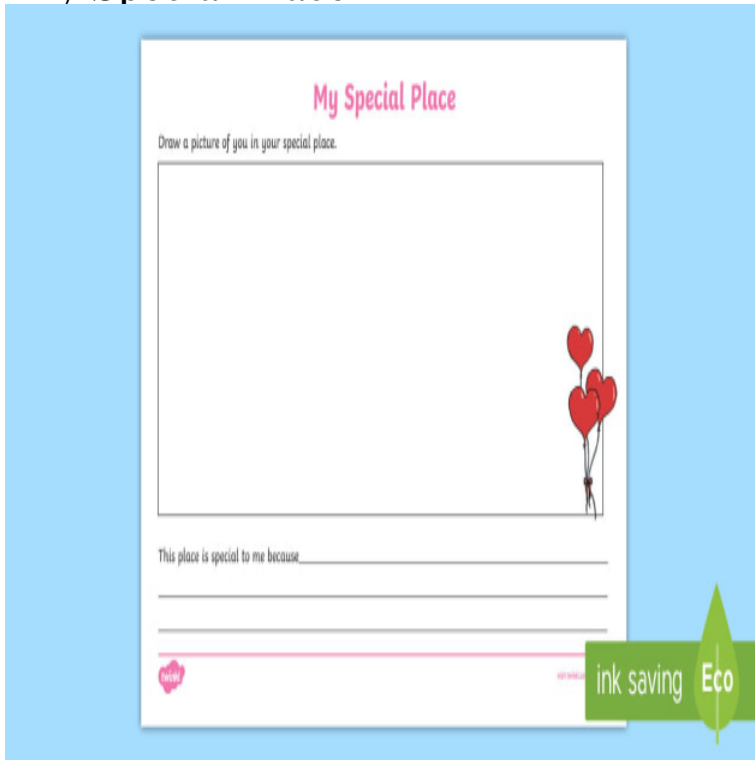 My Special Place
Draw a picture of you in your special place.
This place is special to me because
twinkl
ink saving Eco